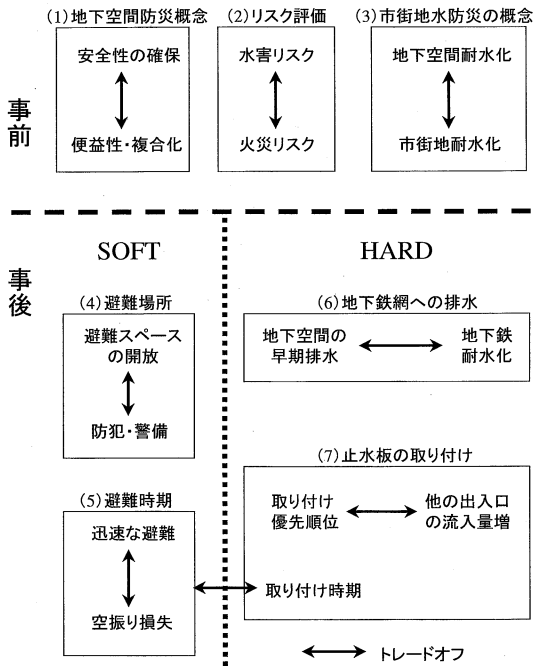 (1)地下空間防災概念
安全性の確保
便益性・複合化
(2)リスク評価
水害リスク
火災リスク
(3)市街地水防災の概念
地下空間耐水化
市街地耐水化
事前
事後
SOFT
HARD
(4)避難場所
避難スペース
の開放
防犯・警備
(5)避難時期
迅速な避難
空振り損失
(6)地下鉄網への排水
地下空間の
早期排水
地下鉄
耐水化
(7)止水板の取り付け
取り付け
優先順位
他の出入口
の流入量増
取り付け時期
トレードオフ